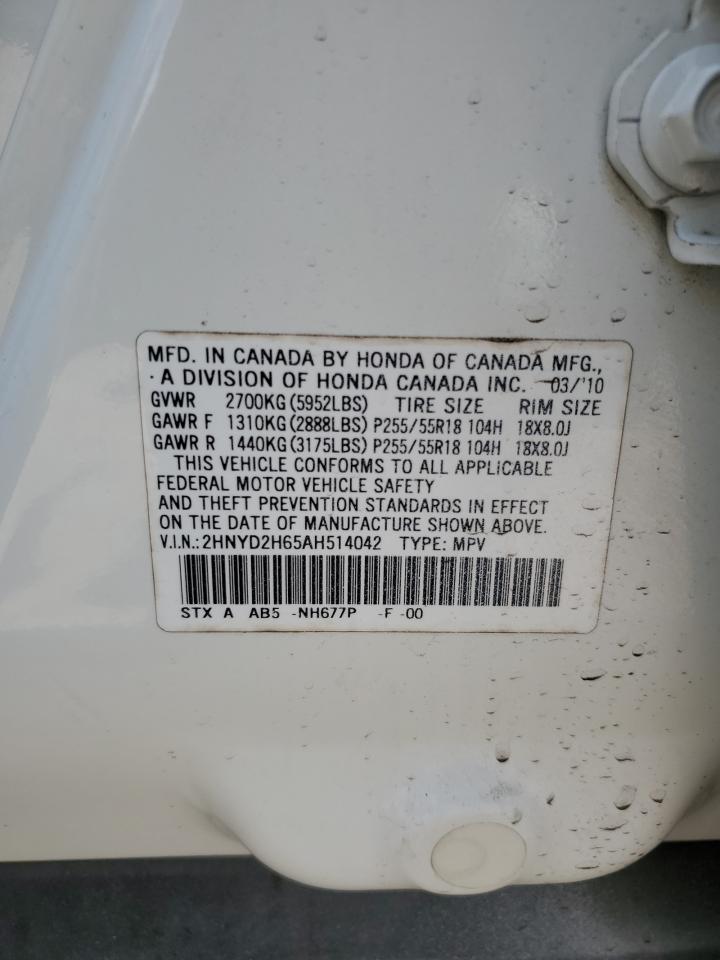 MFD. IN CANADA BY HONDA OF CANADA MFG.,
A DIVISION OF HONDA CANADA INC. 03/'10
GVWR 2700KG (5952LBS) TIRE SIZE RIM SIZE
GAWR F 1310KG (2888LBS) P255/55R18 104H 18X8.0J
GAWR R 1440KG (3175LBS) P255/55R18 104H 18X8.0J
THIS VEHICLE CONFORMS TO ALL APPLICABLE
FEDERAL MOTOR VEHICLE SAFETY
AND THEFT PREVENTION STANDARDS IN EFFECT
ON THE DATE OF MANUFACTURE SHOWN ABOVE.
V.I.N.: 2HNYD2H65AH514042 TYPE: MPV
STX A AB5 -NH677P -F -00